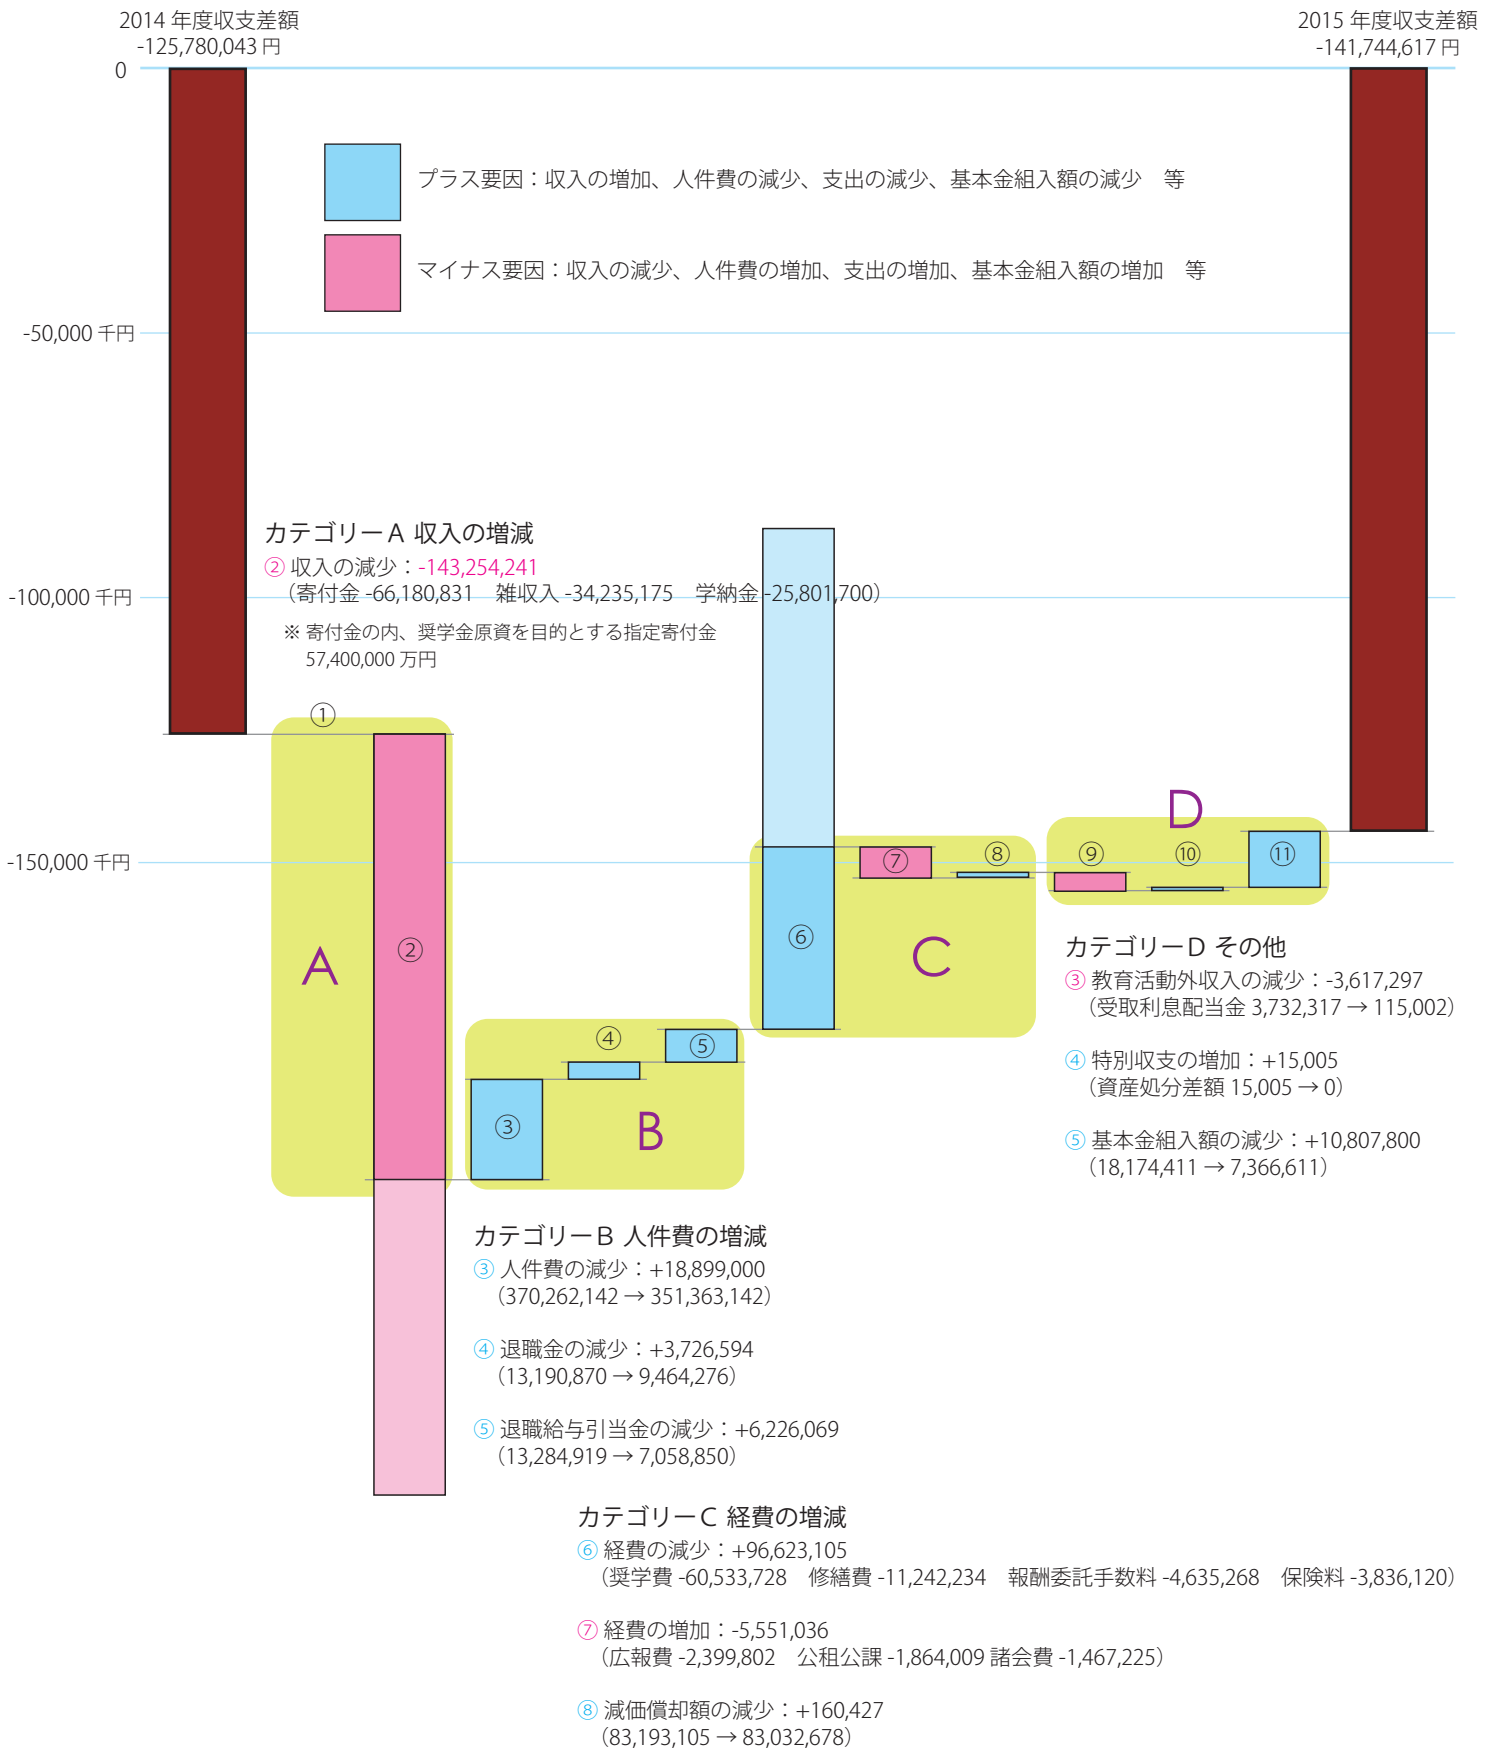 2014 年度収支差額
-125,780,043 円
2015 年度収支差額
-141,744,617 円
0
プラス要因：収入の増加、人件費の減少、支出の減少、基本金組入額の減少　等
マイナス要因：収入の減少、人件費の増加、支出の増加、基本金組入額の増加　等
-50,000 千円
カテゴリーA 収入の増減
② 収入の減少：-143,254,241
（寄付金 -66,180,831　雑収入 -34,235,175　学納金 -25,801,700）
-100,000 千円
※ 寄付金の内、奨学金原資を目的とする指定寄付金
57,400,000 万円
①
D
-150,000 千円
⑦
⑧
⑨
⑩
⑪
②
⑥
A
C
カテゴリーD その他
③ 教育活動外収入の減少：-3,617,297
（受取利息配当金 3,732,317 → 115,002）
④ 特別収支の増加：+15,005
（資産処分差額 15,005 → 0）
⑤ 基本金組入額の減少：+10,807,800
（18,174,411 → 7,366,611）
④
⑤
③
B
カテゴリーB 人件費の増減
③ 人件費の減少：+18,899,000
（370,262,142 → 351,363,142）
④ 退職金の減少：+3,726,594
（13,190,870 → 9,464,276）
⑤ 退職給与引当金の減少：+6,226,069
（13,284,919 → 7,058,850）
カテゴリーC 経費の増減
⑥ 経費の減少：+96,623,105
（奨学費 -60,533,728　修繕費 -11,242,234　報酬委託手数料 -4,635,268　保険料 -3,836,120）
⑦ 経費の増加：-5,551,036
（広報費 -2,399,802　公租公課 -1,864,009 諸会費 -1,467,225）
⑧ 減価償却額の減少：+160,427
（83,193,105 → 83,032,678）